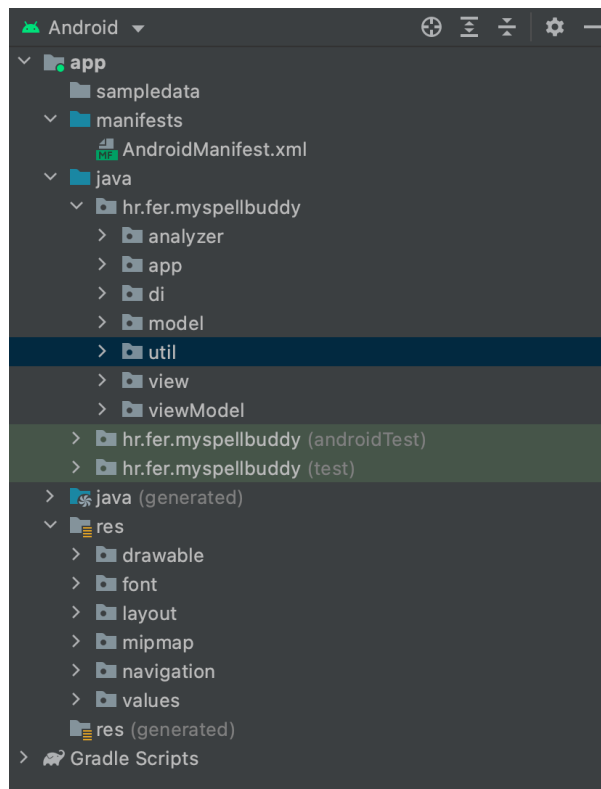 Android
app
sampledata
manifests
MF AndroidManifest.xml
java
hr.fer.myspellbuddy
analyzer
app
di
model
util
view
viewModel
hr.fer.myspellbuddy (androidTest)
hr.fer.myspellbuddy (test)
java (generated)
res
drawable
font
layout
mipmap
navigation
values
res (generated)
Gradle Scripts